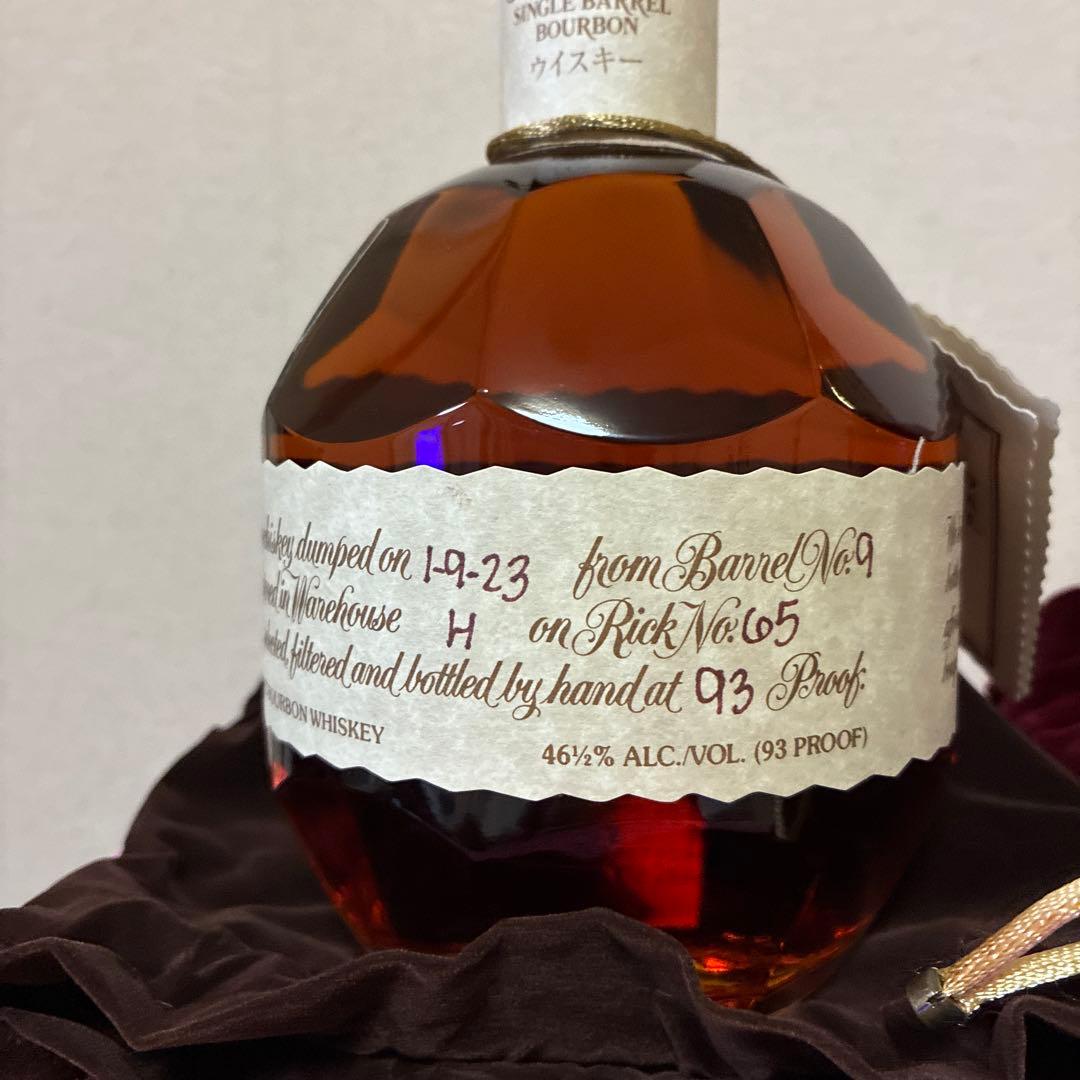 SINGLE BARREL
BOURBON
ウイスキー
whiskey dumped on 1-9-23 from Barrel No. 9
in Warehouse H on Rick No. 65
filtered and bottled by hand at 93 Proof.
BOURBON WHISKEY
46½% ALC./VOL. (93 PROOF)